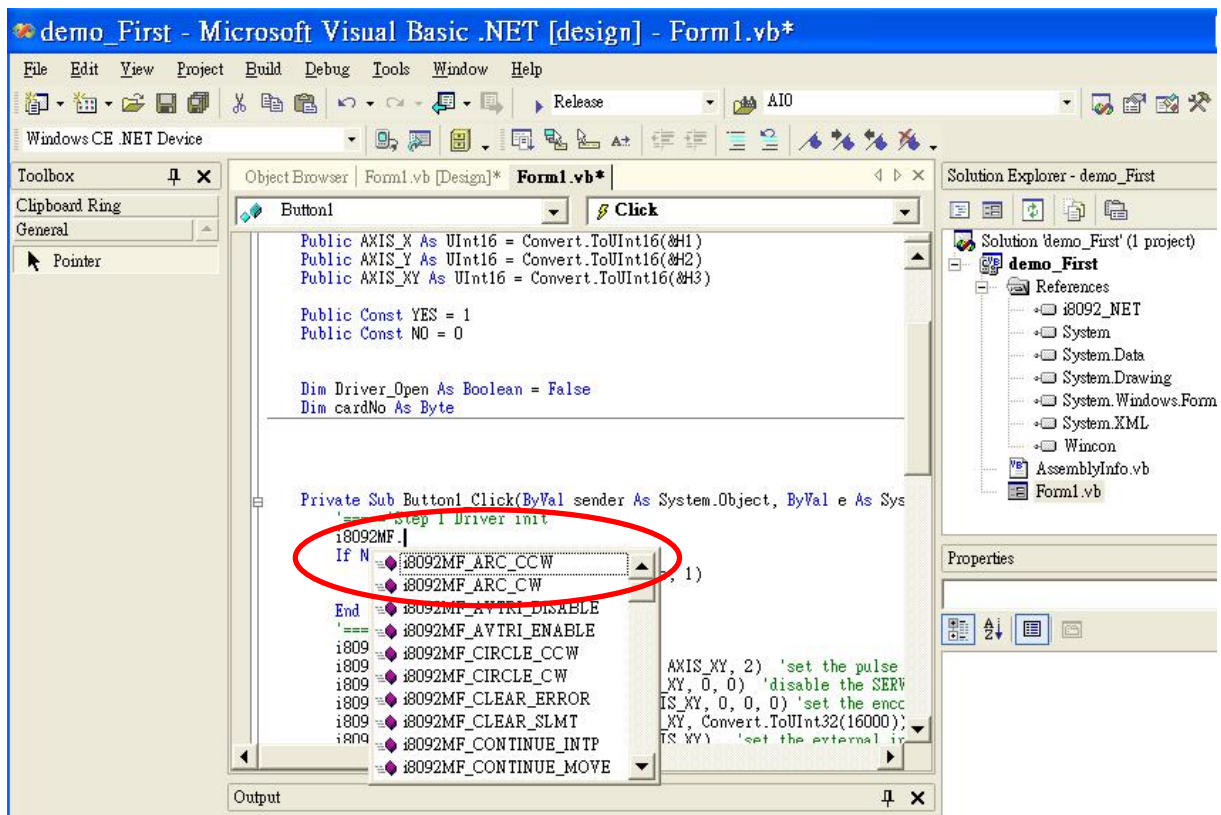 demo_First - Microsoft Visual Basic .NET [design] - Form1.vb*
File Edit View Project Build Debug Tools Window Help
Release AIO
Windows CE .NET Device
Toolbox
Clipboard Ring
General
Pointer
Object Browser Form1.vb [Design]* Form1.vb*
Button1 Click
Public AXIS_X As UInt16 = Convert.ToUInt16(&H1)
Public AXIS_Y As UInt16 = Convert.ToUInt16(&H2)
Public AXIS_XY As UInt16 = Convert.ToUInt16(&H3)
Public Const YES = 1
Public Const NO = 0
Dim Driver_Open As Boolean = False
Dim cardNo As Byte
Private Sub Button1_Click(ByVal sender As System.Object, ByVal e As Sys
'===== Step 1 Driver init
i8092MF.
If N
, 1)
End
'===
i809
i809 AXIS_XY, 2) 'set the pulse
i809 _XY, 0, 0) 'disable the SERV
i809 IS_XY, 0, 0, 0) 'set the enco
i809 _XY, Convert.ToUInt32(16000))
i809 IS_XY) 'set the external in
i8092MF_ARC_CCW
i8092MF_ARC_CW
i8092MF_AVTRI_DISABLE
i8092MF_AVTRI_ENABLE
i8092MF_CIRCLE_CCW
i8092MF_CIRCLE_CW
i8092MF_CLEAR_ERROR
i8092MF_CLEAR_SLMT
i8092MF_CONTINUE_INTP
i8092MF_CONTINUE_MOVE
Output
Solution Explorer - demo_First
Solution 'demo_First' (1 project)
demo_First
References
i8092_NET
System
System.Data
System.Drawing
System.Windows.Form
System.XML
Wincon
AssemblyInfo.vb
Form1.vb
Properties